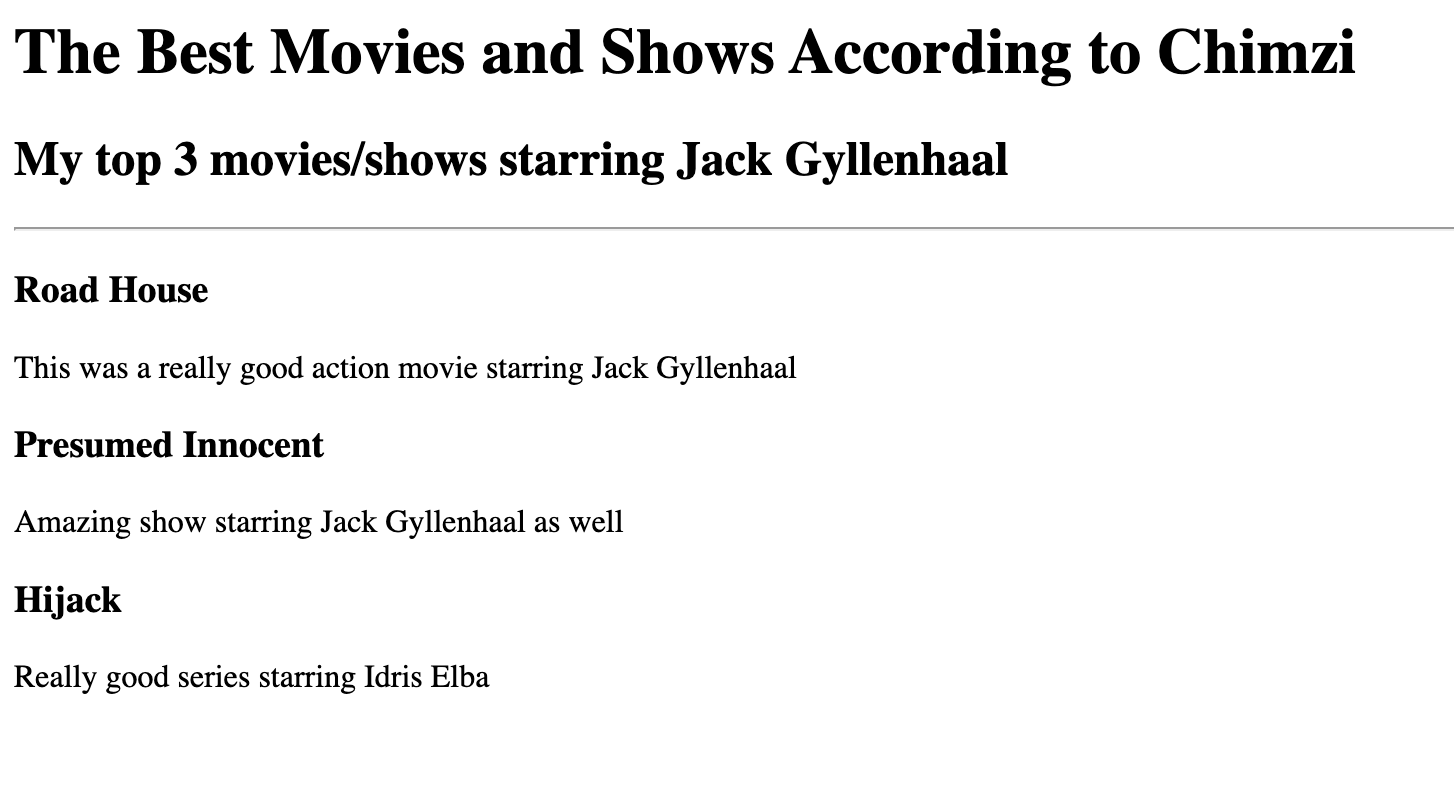 The Best Movies and Shows According to Chimzi
My top 3 movies/shows starring Jack Gyllenhaal
Road House
This was a really good action movie starring Jack Gyllenhaal
Presumed Innocent
Amazing show starring Jack Gyllenhaal as well
Hijack
Really good series starring Idris Elba